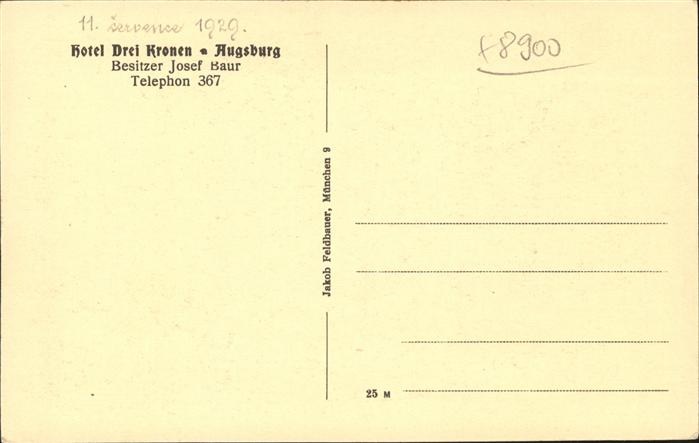 11. července 1929.
Hotel Drei Kronen * Augsburg
Besitzer Josef Baur
Telephon 367
+8900
Jakob Feldbauer, München 9
25 M